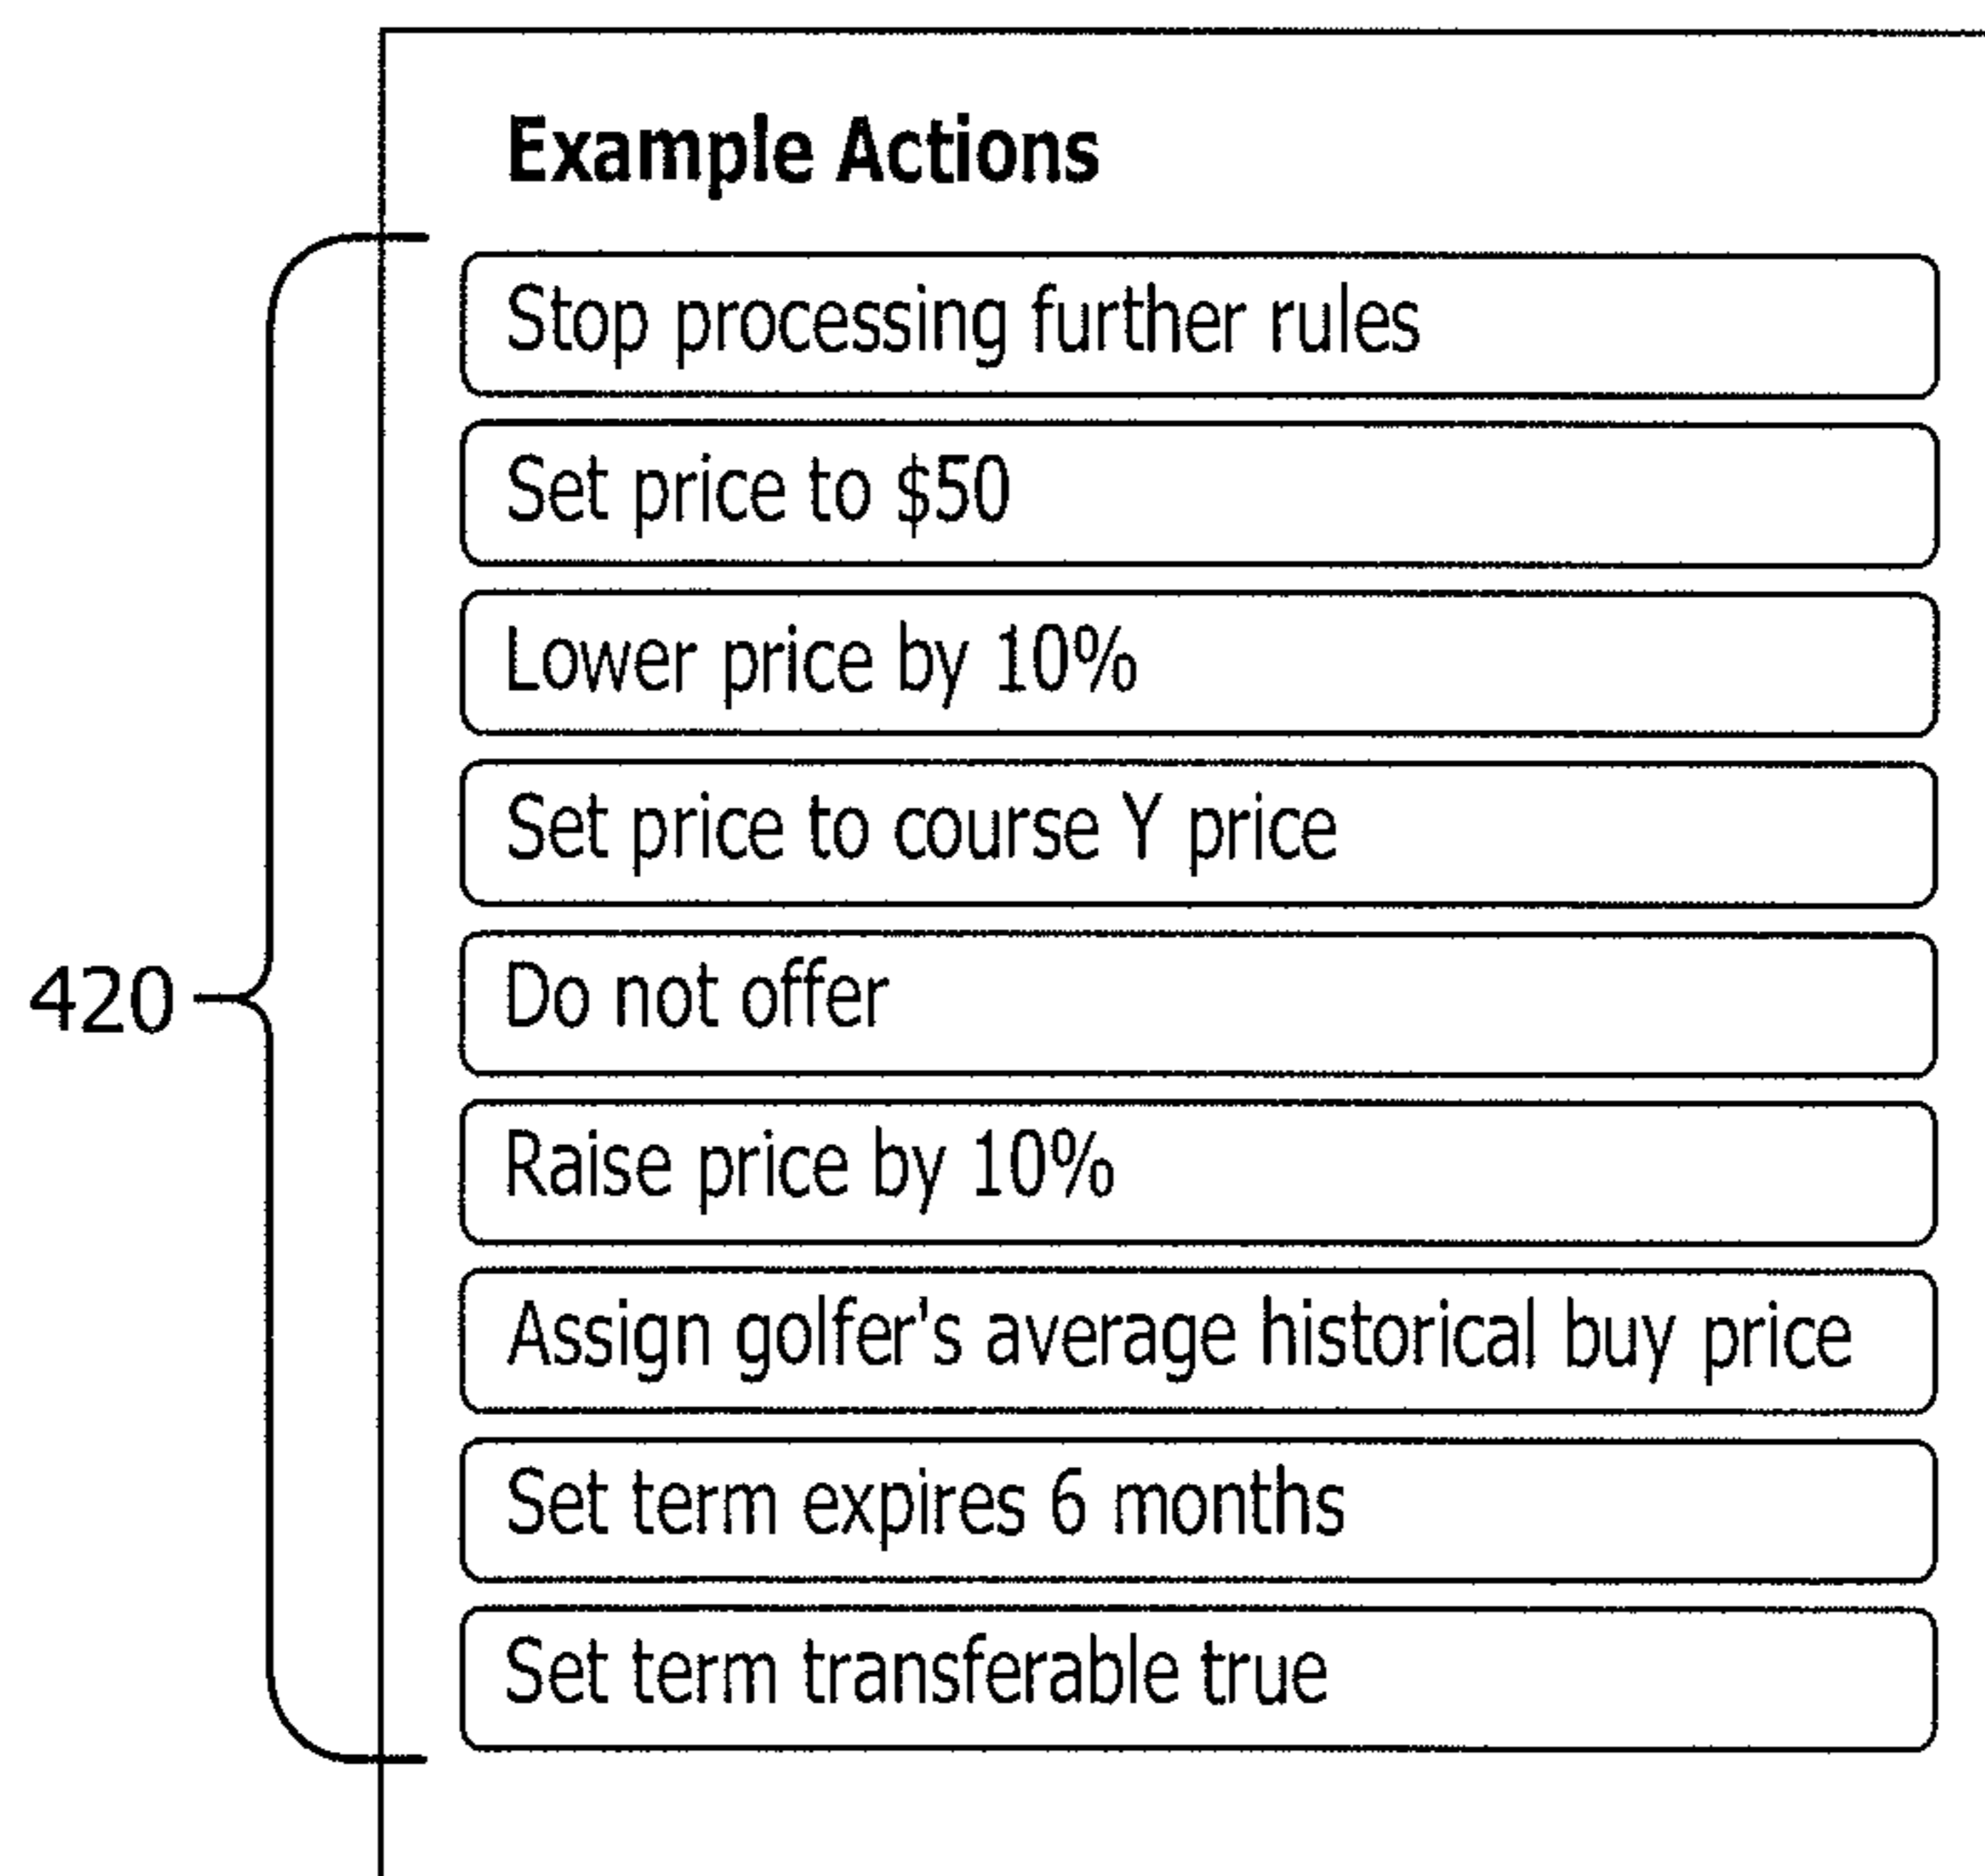 Example Actions
Stop processing further rules
Set price to $50
Lower price by 10%
Set price to course Y price
Do not offer
420
Raise price by 10%
Assign golfer's average historical buy price
Set term expires 6 months
Set term transferable true